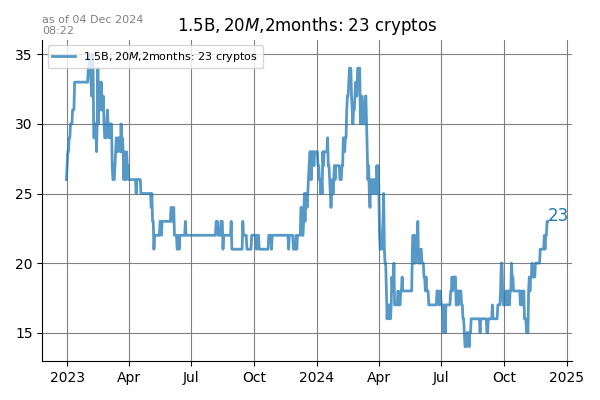 as of 04 Dec 2024
08:22
1.5B, 20M,2months: 23 cryptos
1.5B, 20M,2months: 23 cryptos
35
30
25
20
15
23
2023 Apr Jul Oct 2024 Apr Jul Oct 2025